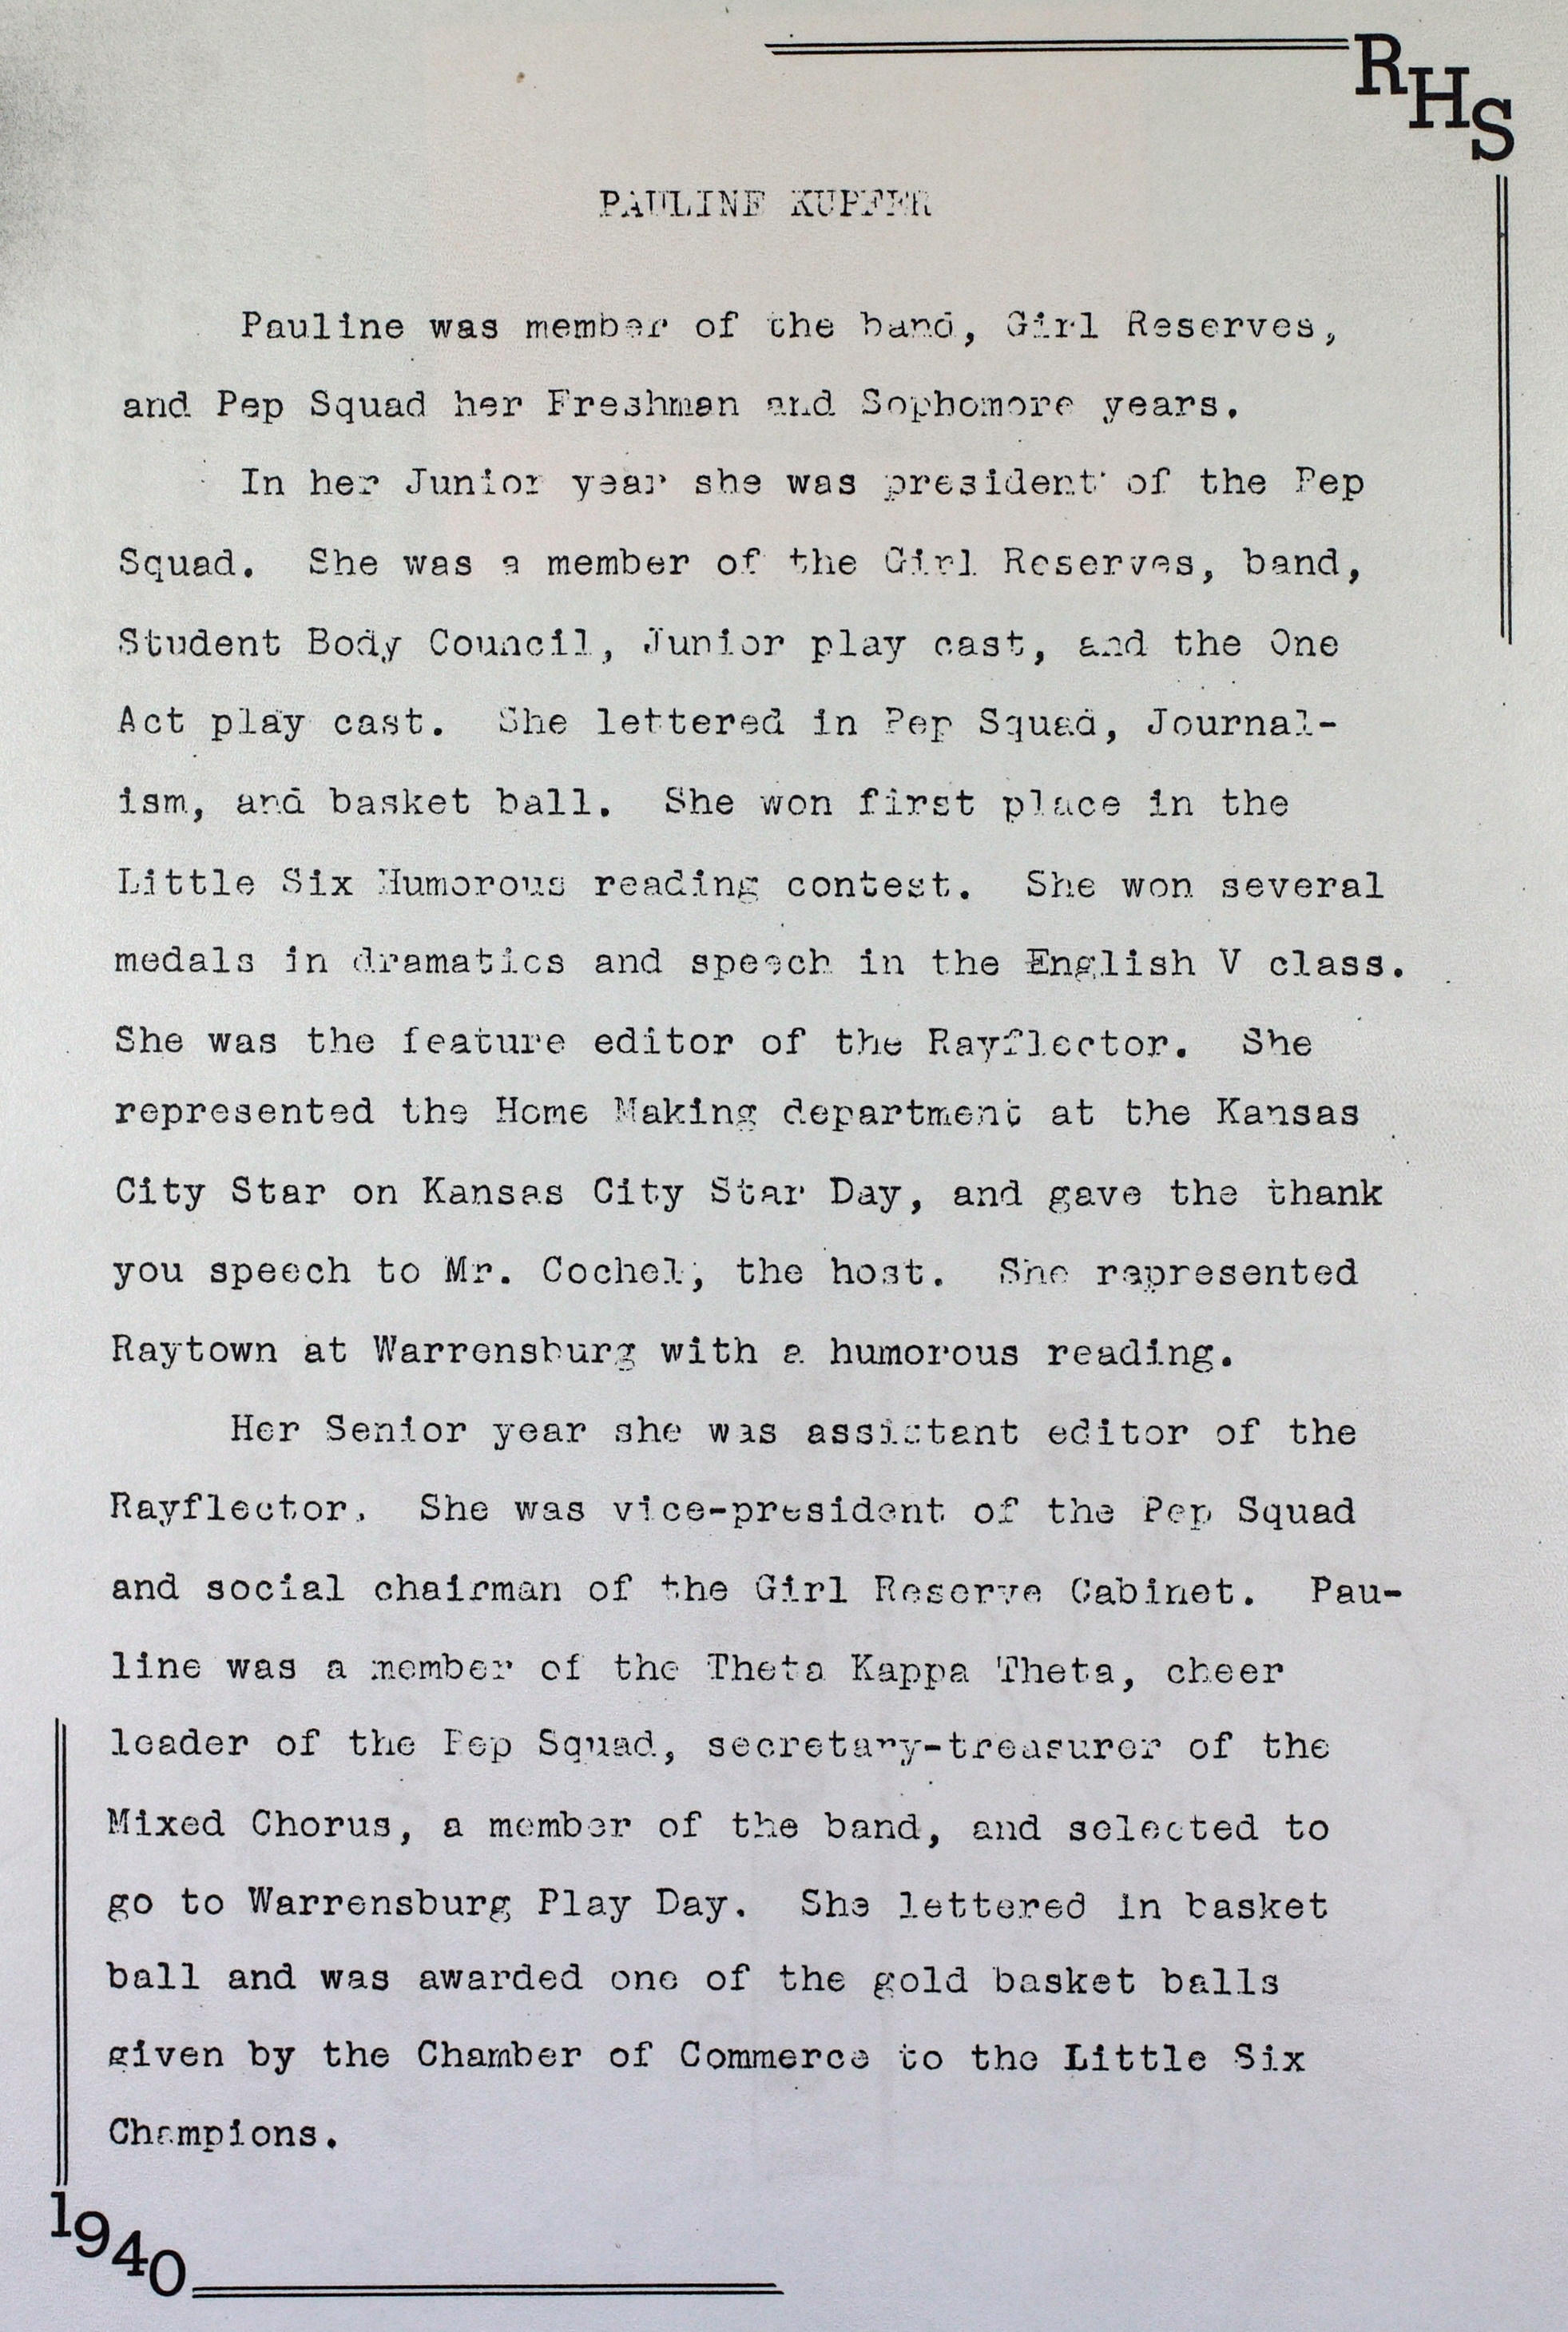 RHS
PAULINE KUPFER
Pauline was member of the band, Girl Reserves,
and Pep Squad her Freshman and Sophomore years.
In her Junior year she was president of the Pep
Squad. She was a member of the Girl Reserves, band,
Student Body Council, Junior play cast, and the One
Act play cast. She lettered in Pep Squad, Journal-
ism, and basket ball. She won first place in the
Little Six Humorous reading contest. She won several
medals in dramatics and speech in the English V class.
She was the feature editor of the Rayflector. She
represented the Home Making department at the Kansas
City Star on Kansas City Star Day, and gave the thank
you speech to Mr. Cochel, the host. She represented
Raytown at Warrensburg with a humorous reading.
Her Senior year she was assistant editor of the
Rayflector. She was vice-president of the Pep Squad
and social chairman of the Girl Reserve Cabinet. Pau-
line was a member of the Theta Kappa Theta, cheer
leader of the Pep Squad, secretary-treasurer of the
Mixed Chorus, a member of the band, and selected to
go to Warrensburg Play Day. She lettered in basket
ball and was awarded one of the gold basket balls
given by the Chamber of Commerce to the Little Six
Champions.
1940